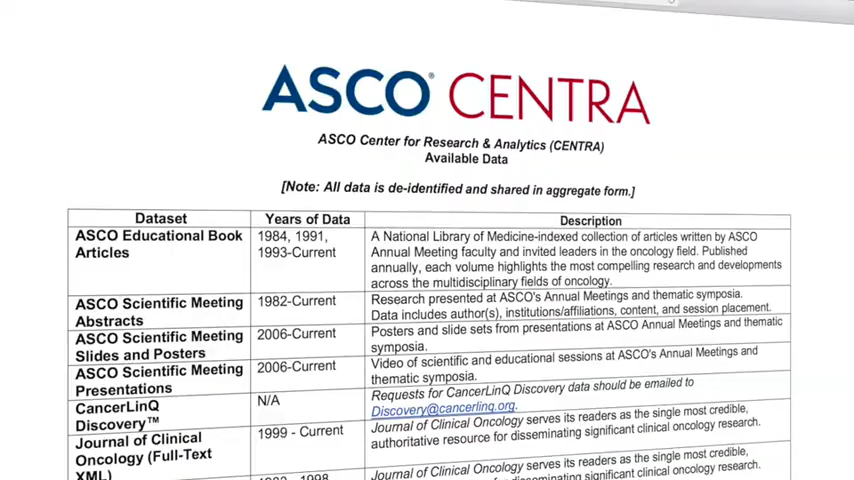 ASCO® CENTRA
ASCO Center for Research & Analytics (CENTRA)
Available Data
[Note: All data is de-identified and shared in aggregate form.]
Dataset Years of Data Description
ASCO Educational Book Articles
1984, 1991, 1993-Current
A National Library of Medicine-indexed collection of articles written by ASCO
Annual Meeting faculty and invited leaders in the oncology field. Published
annually, each volume highlights the most compelling research and developments
across the multidisciplinary fields of oncology.
ASCO Scientific Meeting
Abstracts
1982-Current
Research presented at ASCO's Annual Meetings and thematic symposia.
Data includes author(s), institutions/affiliations, content, and session placement.
ASCO Scientific Meeting
Slides and Posters
2006-Current
Posters and slide sets from presentations at ASCO Annual Meetings and thematic
symposia.
ASCO Scientific Meeting
Presentations
2006-Current
Video of scientific and educational sessions at ASCO's Annual Meetings and
thematic symposia.
CancerLinQ
Discovery™
N/A
Requests for CancerLinQ Discovery data should be emailed to
Discovery@cancerlinq.org.
Journal of Clinical
Oncology (Full-Text
XML)
1999 - Current
Journal of Clinical Oncology serves its readers as the single most credible,
authoritative resource for disseminating significant clinical oncology research.
Journal of Clinical Oncology serves its readers as the single most credible,
disseminating significant clinical oncology research.